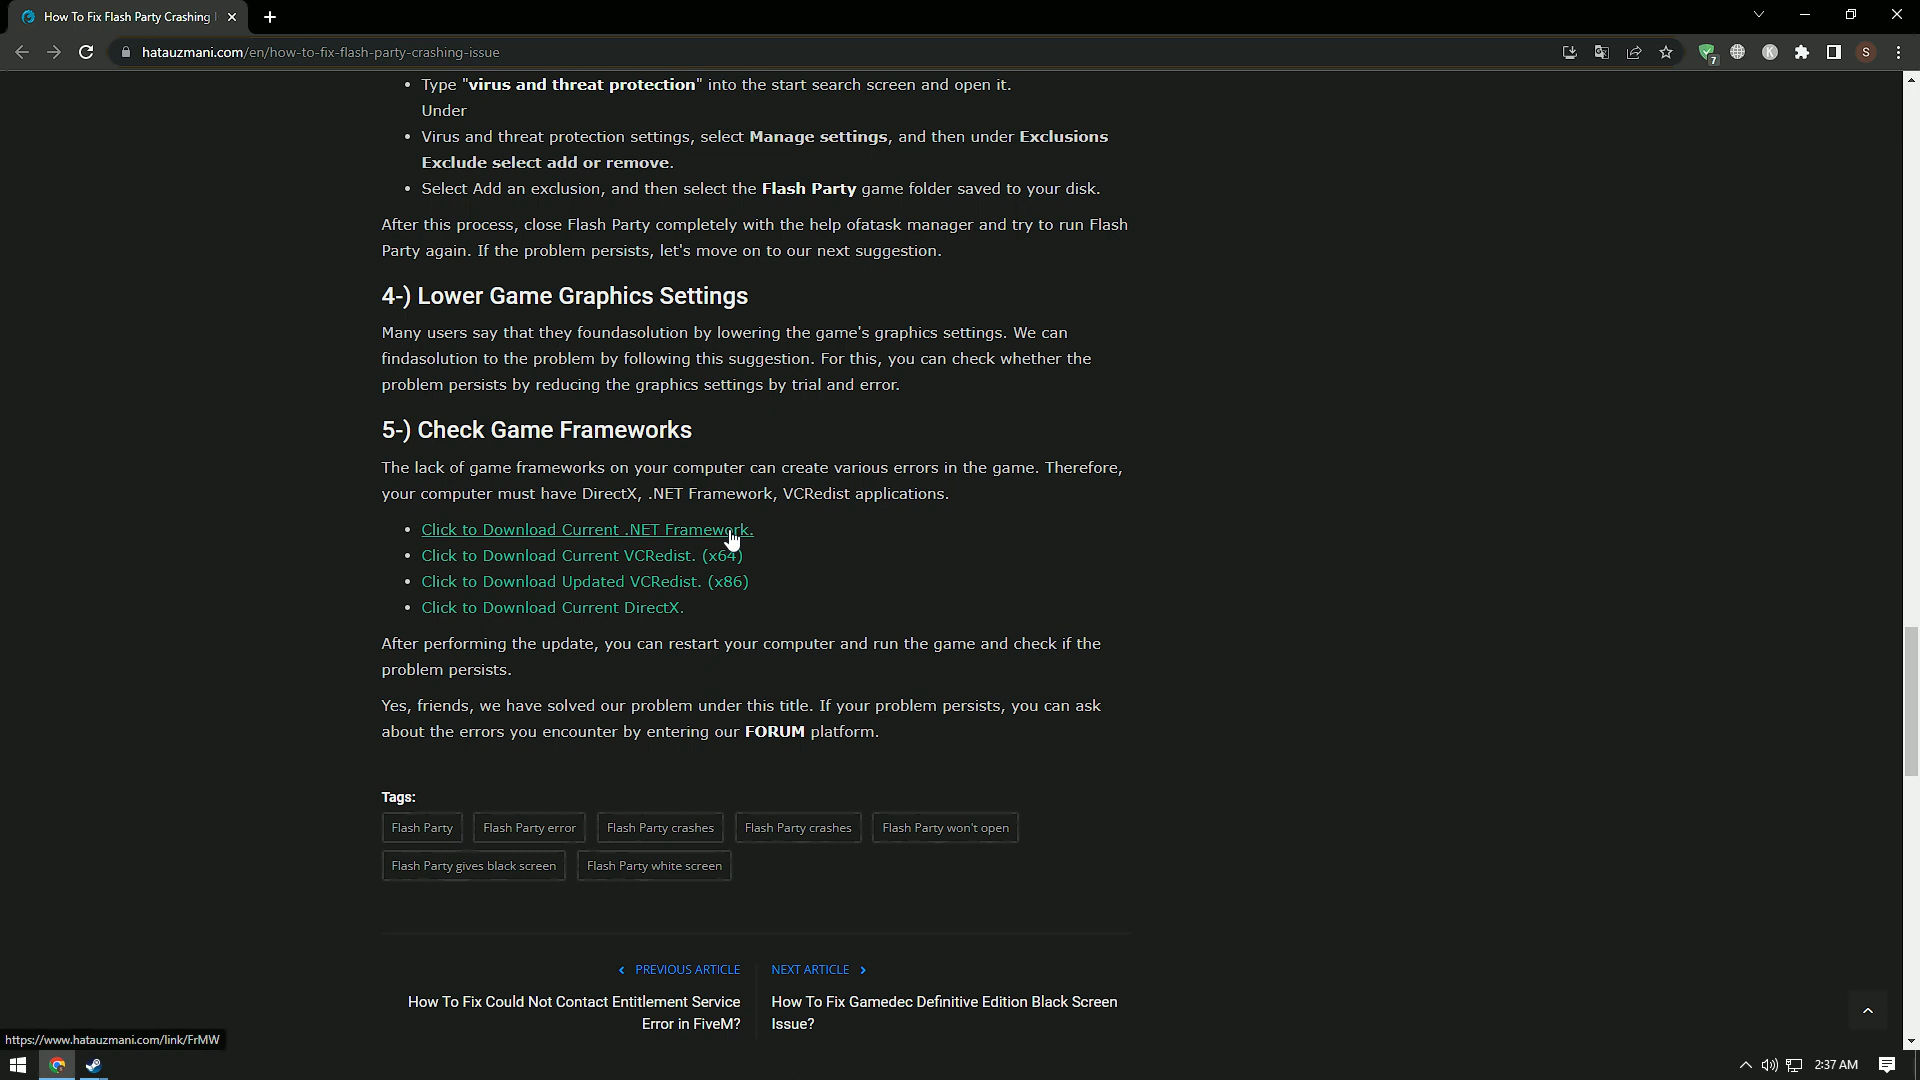 How To Fix Flash Party Crashing
hatauzmani.com/en/how-to-fix-flash-party-crashing-issue
7
K
S
• Type "virus and threat protection" into the start search screen and open it.
Under
• Virus and threat protection settings, select Manage settings, and then under Exclusions
Exclude select add or remove.
• Select Add an exclusion, and then select the Flash Party game folder saved to your disk.
After this process, close Flash Party completely with the help ofatask manager and try to run Flash
Party again. If the problem persists, let's move on to our next suggestion.
4-) Lower Game Graphics Settings
Many users say that they foundasolution by lowering the game's graphics settings. We can
findasolution to the problem by following this suggestion. For this, you can check whether the
problem persists by reducing the graphics settings by trial and error.
5-) Check Game Frameworks
The lack of game frameworks on your computer can create various errors in the game. Therefore,
your computer must have DirectX, .NET Framework, VCRedist applications.
• Click to Download Current .NET Framework.
• Click to Download Current VCRedist. (x64)
• Click to Download Updated VCRedist. (x86)
• Click to Download Current DirectX.
After performing the update, you can restart your computer and run the game and check if the
problem persists.
Yes, friends, we have solved our problem under this title. If your problem persists, you can ask
about the errors you encounter by entering our FORUM platform.
Tags:
Flash Party Flash Party error Flash Party crashes Flash Party crashes Flash Party won't open
Flash Party gives black screen Flash Party white screen
‹ PREVIOUS ARTICLE
How To Fix Could Not Contact Entitlement Service
Error in FiveM?
NEXT ARTICLE ›
How To Fix Gamedec Definitive Edition Black Screen
Issue?
https://www.hatauzmani.com/link/FrMW
2:37 AM